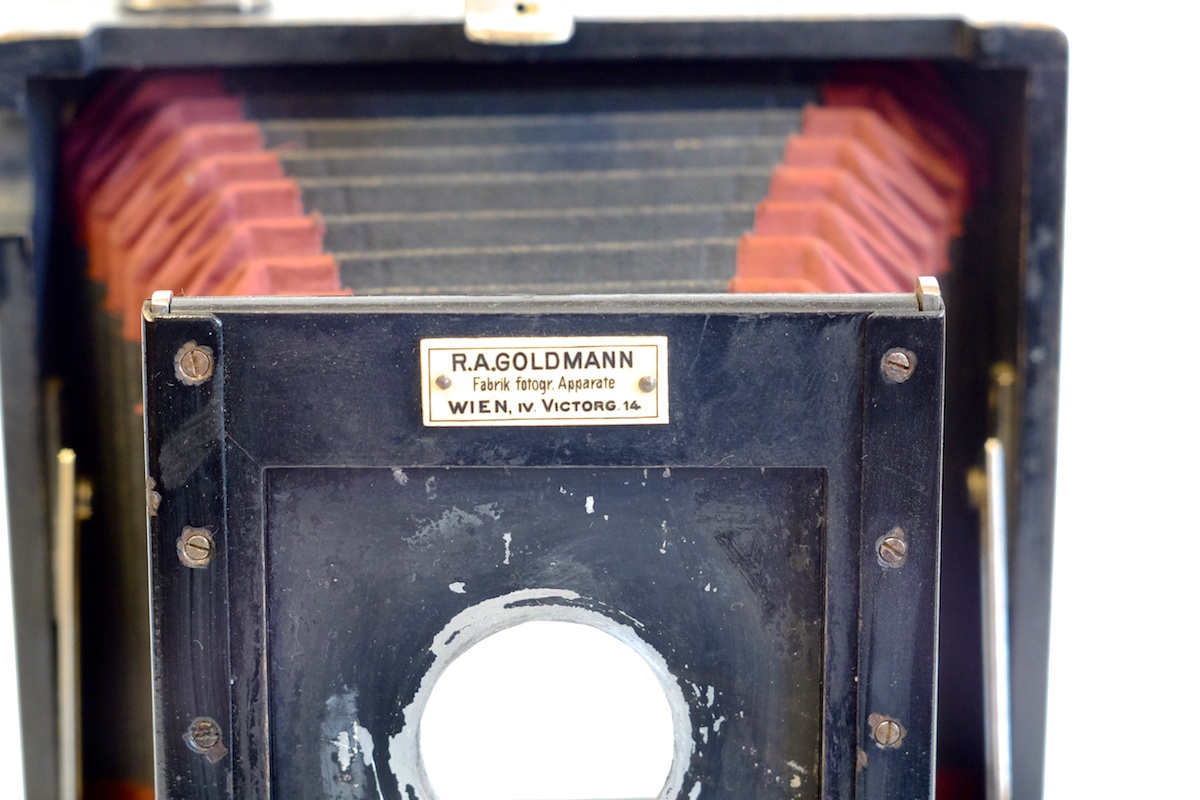 R.A.GOLDMANN
Fabrik fotogr. Apparate
WIEN, IV. VICTORG. 14.